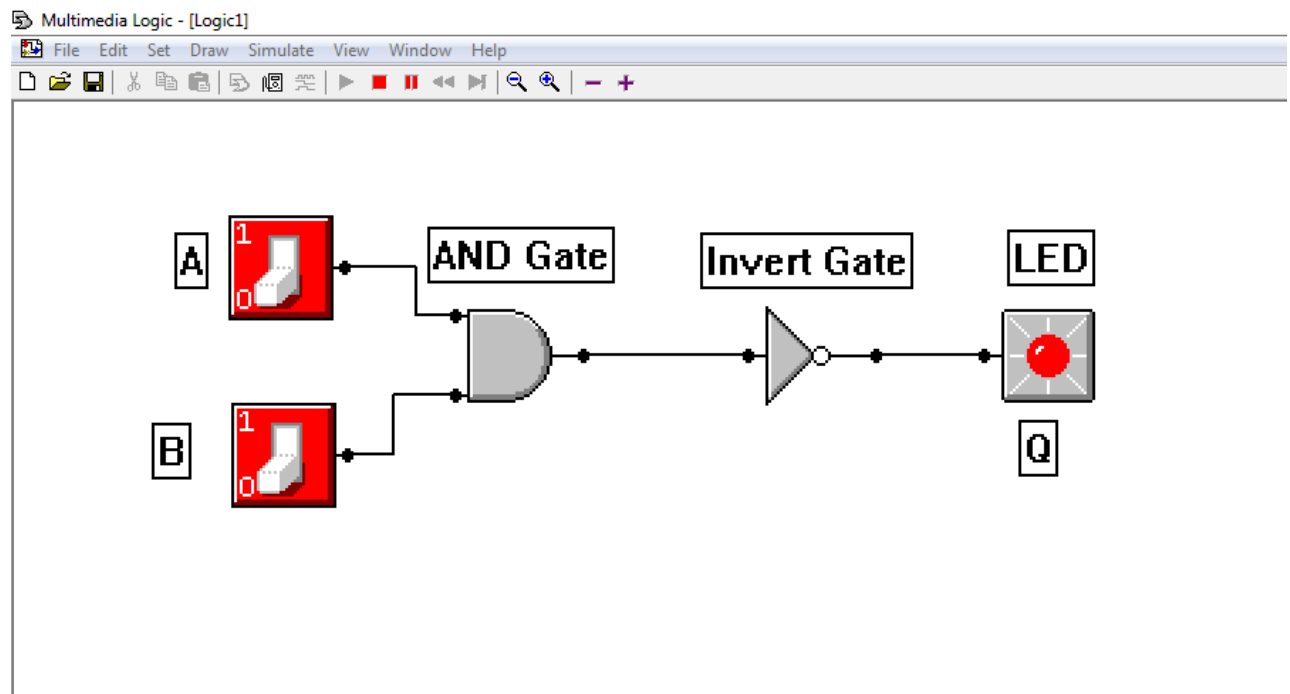 Multimedia Logic - [Logic1]
File Edit Set Draw Simulate View Window Help
A
1
0
AND Gate
Invert Gate
LED
B
1
0
Q